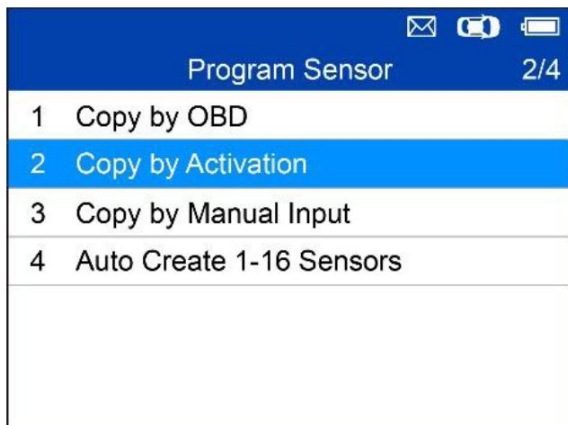 Program Sensor 2/4
1 Copy by OBD
2 Copy by Activation
3 Copy by Manual Input
4 Auto Create 1-16 Sensors